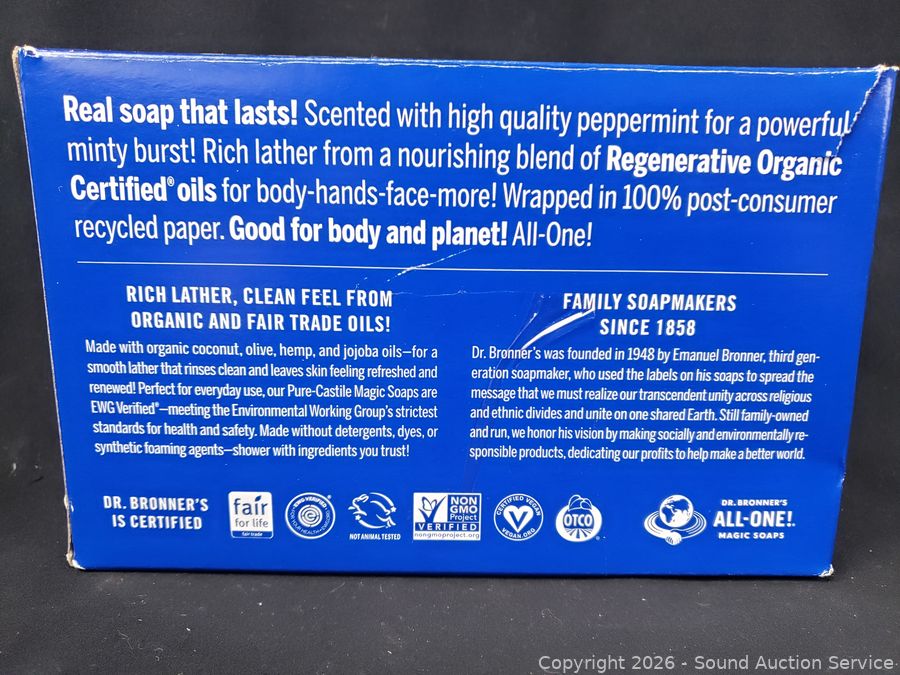 Real soap that lasts! Scented with high quality peppermint for a powerful
minty burst! Rich lather from a nourishing blend of Regenerative Organic
Certified® oils for body-hands-face-more! Wrapped in 100% post-consumer
recycled paper. Good for body and planet! All-One!
RICH LATHER, CLEAN FEEL FROM
ORGANIC AND FAIR TRADE OILS!
Made with organic coconut, olive, hemp, and jojoba oils—for a
smooth lather that rinses clean and leaves skin feeling refreshed and
renewed! Perfect for everyday use, our Pure-Castile Magic Soaps are
EWG Verified®—meeting the Environmental Working Group's strictest
standards for health and safety. Made without detergents, dyes, or
synthetic foaming agents—shower with ingredients you trust!
FAMILY SOAPMAKERS
SINCE 1858
Dr. Bronner's was founded in 1948 by Emanuel Bronner, third gen-
eration soapmaker, who used the labels on his soaps to spread the
message that we must realize our transcendent unity across religious
and ethnic divides and unite on one shared Earth. Still family-owned
and run, we honor his vision by making socially and environmentally re-
sponsible products, dedicating our profits to help make a better world.
DR. BRONNER'S
IS CERTIFIED
fair
for life
fair trade
EWG VERIFIED
FOR YOUR HEALTH
NOT ANIMAL TESTED
NON
GMO
Project
VERIFIED
nongmoproject.org
CERTIFIED VEGAN
VEGAN.ORG
OTCO
DR. BRONNER'S
ALL-ONE!
MAGIC SOAPS
Copyright 2026 - Sound Auction Service